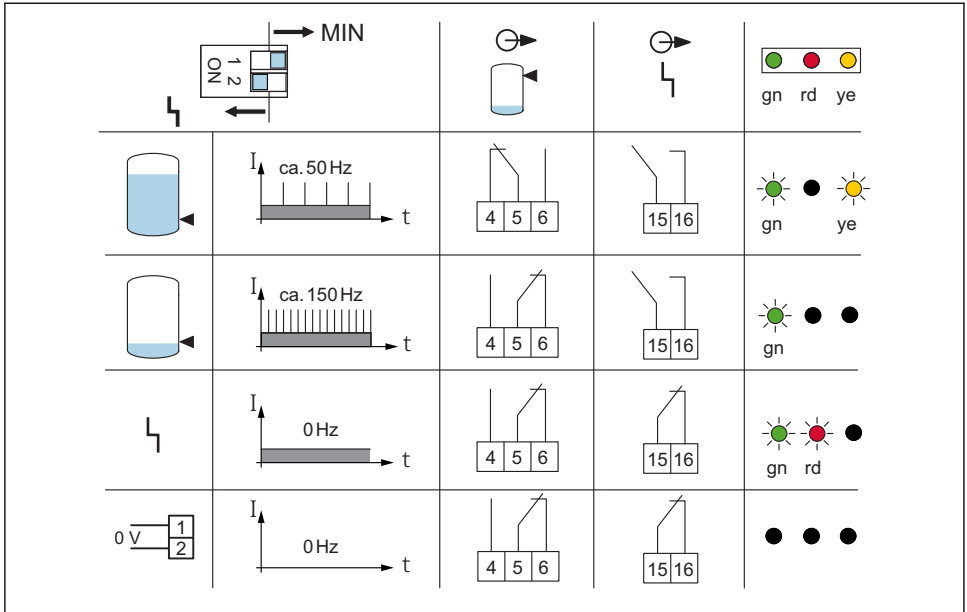 MIN
1 2
ON
gn rd ye
I
ca. 50 Hz
t
4 5 6
15 16
gn ye
I
ca. 150 Hz
t
4 5 6
15 16
gn
I
0 Hz
t
4 5 6
15 16
gn rd
0 V
1
2
I
0 Hz
t
4 5 6
15 16